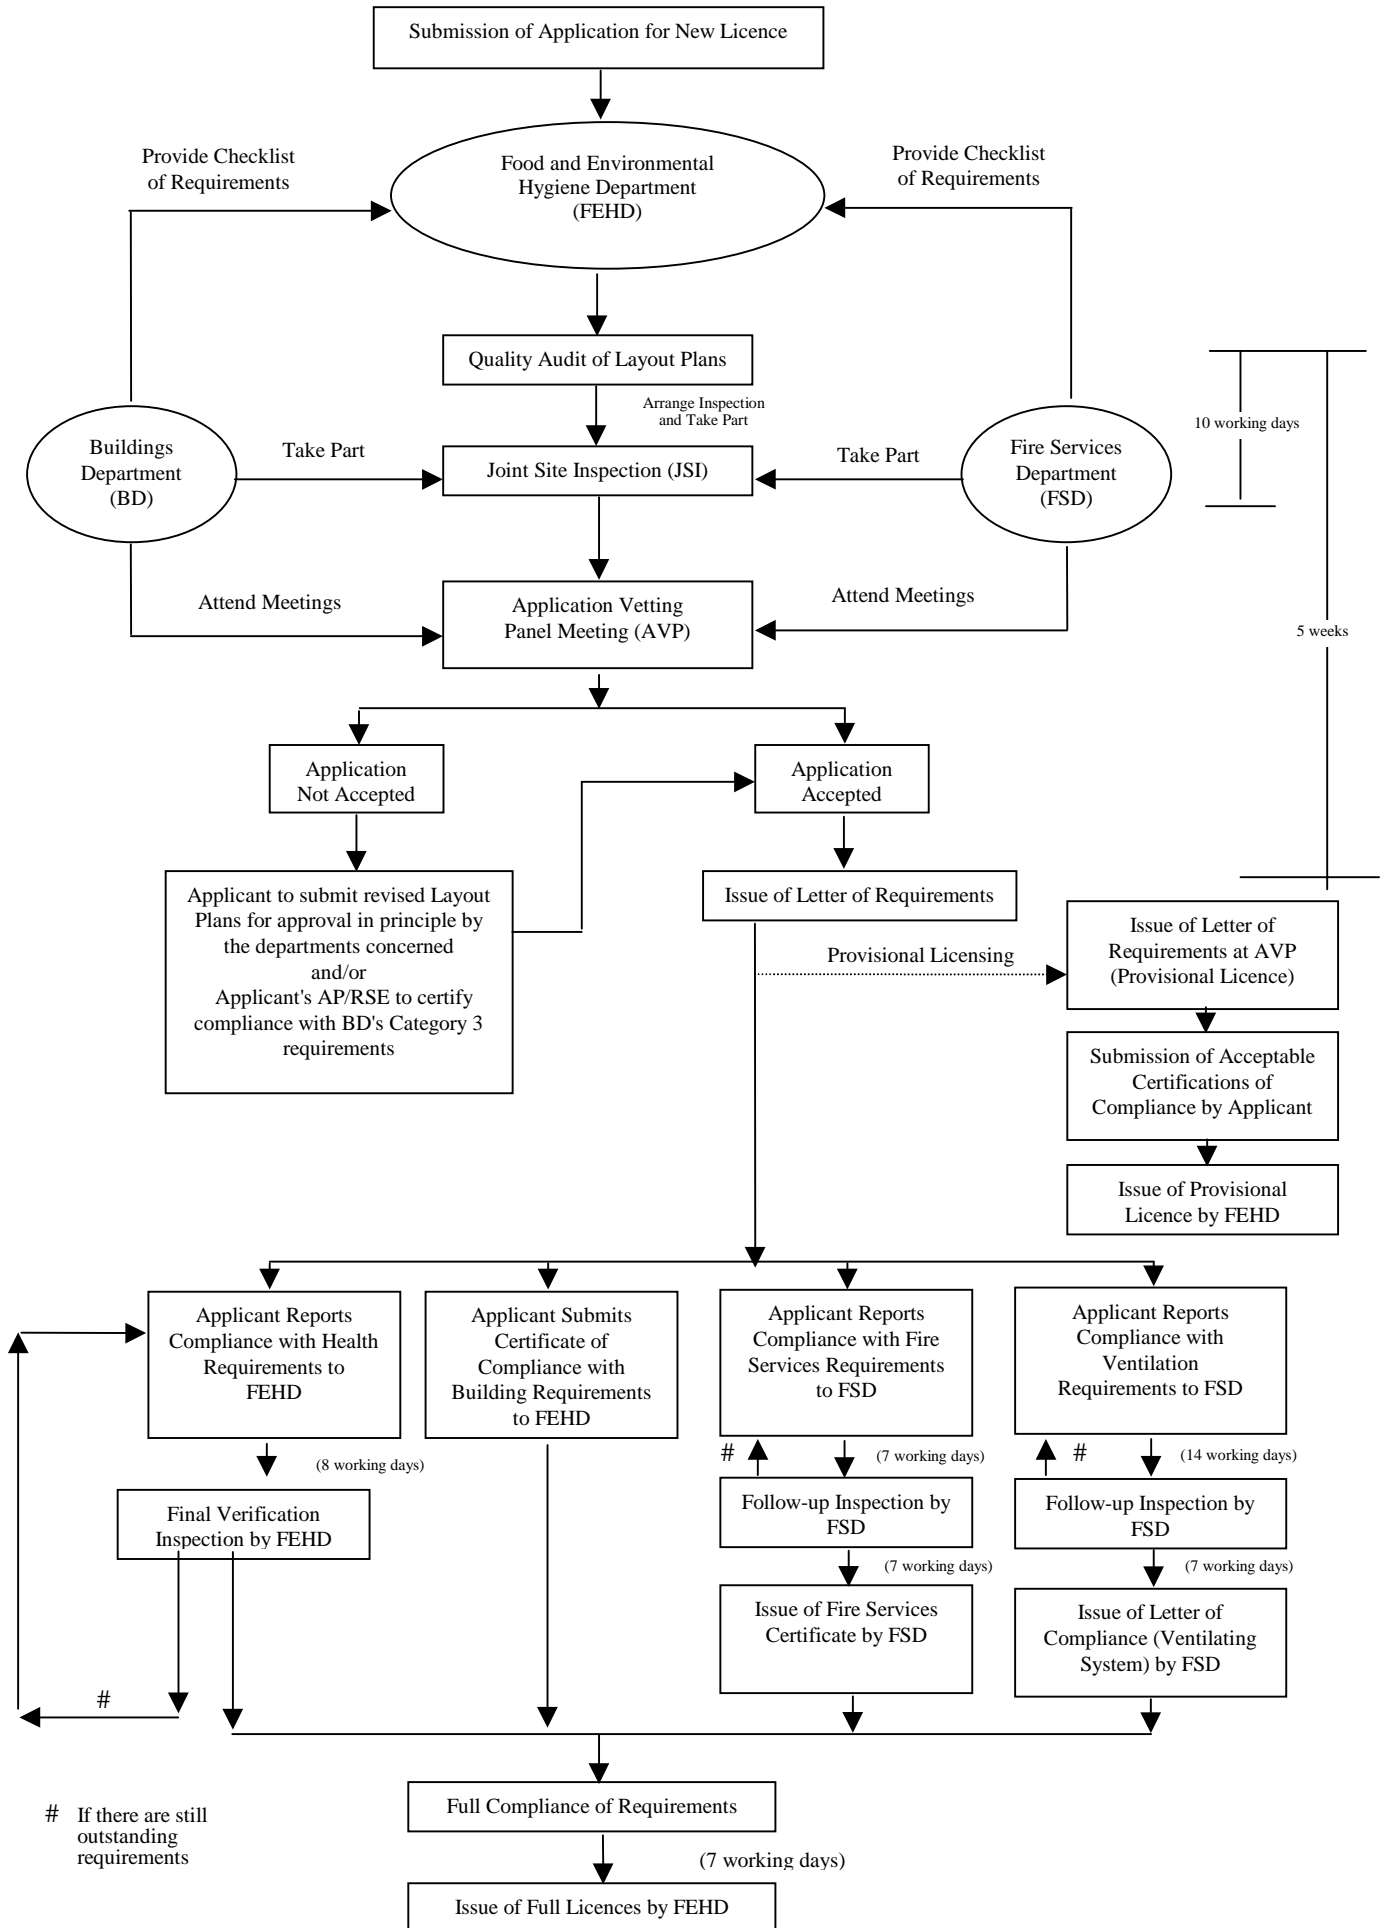 Submission of Application for New Licence
Provide Checklist
of Requirements
Food and Environmental
Hygiene Department
(FEHD)
Provide Checklist
of Requirements
Quality Audit of Layout Plans
Arrange Inspection
and Take Part
10 working days
Buildings
Department
(BD)
Take Part
Joint Site Inspection (JSI)
Take Part
Fire Services
Department
(FSD)
Attend Meetings
Application Vetting
Panel Meeting (AVP)
Attend Meetings
5 weeks
Application
Not Accepted
Application
Accepted
Applicant to submit revised Layout
Plans for approval in principle by
the departments concerned
and/or
Applicant's AP/RSE to certify
compliance with BD's Category 3
requirements
Issue of Letter of Requirements
Provisional Licensing
Issue of Letter of
Requirements at AVP
(Provisional Licence)
Submission of Acceptable
Certifications of
Compliance by Applicant
Issue of Provisional
Licence by FEHD
Applicant Reports
Compliance with Health
Requirements to
FEHD
Applicant Submits
Certificate of
Compliance with
Building Requirements
to FEHD
Applicant Reports
Compliance with Fire
Services Requirements
to FSD
Applicant Reports
Compliance with
Ventilation
Requirements to FSD
(8 working days)
#
(7 working days)
#
(14 working days)
Final Verification
Inspection by FEHD
Follow-up Inspection by
FSD
Follow-up Inspection by
FSD
(7 working days)
(7 working days)
Issue of Fire Services
Certificate by FSD
Issue of Letter of
Compliance (Ventilating
System) by FSD
#
Full Compliance of Requirements
# If there are still
outstanding
requirements
(7 working days)
Issue of Full Licences by FEHD